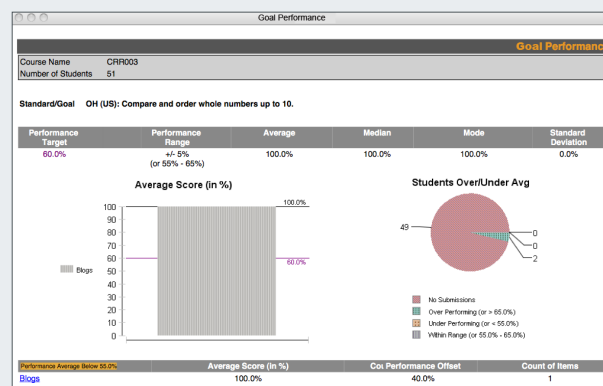 Goal Performance
Goal Performanc
Course Name CRR003
Number of Students 51
Standard/Goal OH (US): Compare and order whole numbers up to 10.
Performance Target Performance Range Average Median Mode Standard Deviation
60.0% +/- 5% (or 55% - 65%) 100.0% 100.0% 100.0% 0.0%
Average Score (in %)
100
90
80
70
60
50
40
30
20
10
0
100.0%
60.0%
Blogs
Students Over/Under Avg
49
0
0
2
No Submissions
Over Performing (or > 65.0%)
Under Performing (or < 55.0%)
Within Range (or 55.0% - 65.0%)
Performance Average Below 55.0% Average Score (in %) Performance Offset Count of Items
Blogs 100.0% 40.0% 1